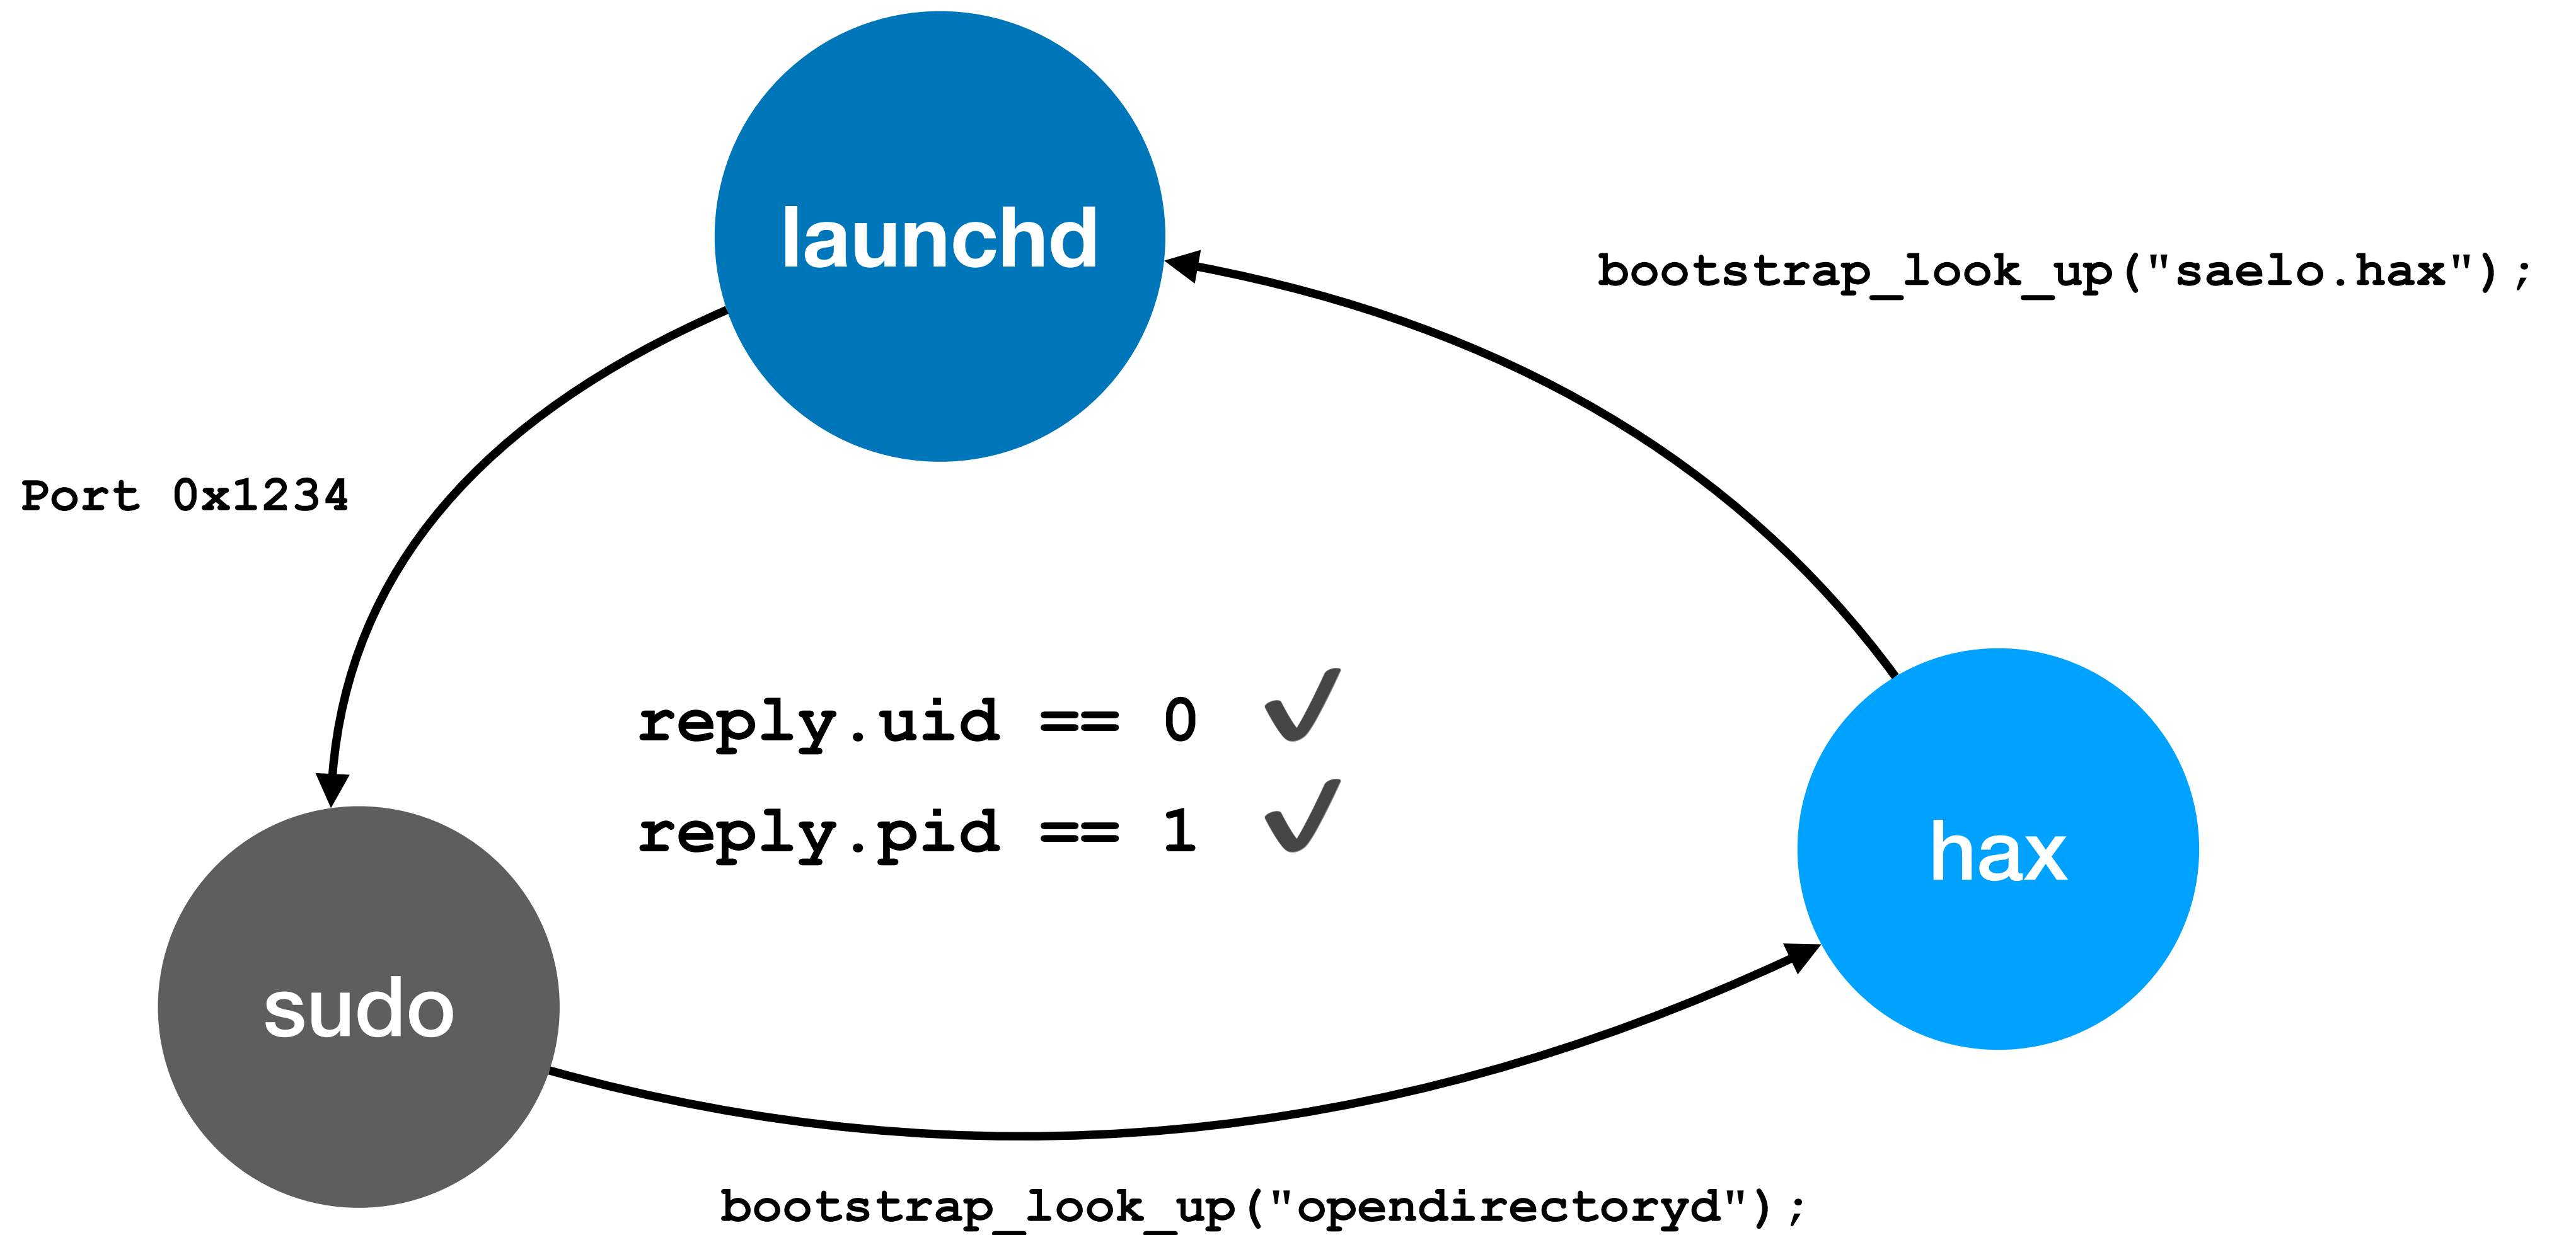 launchd
bootstrap_look_up("saelo.hax");
Port 0x1234
reply.uid == 0 ✔
reply.pid == 1 ✔
hax
sudo
bootstrap_look_up("opendirectoryd");